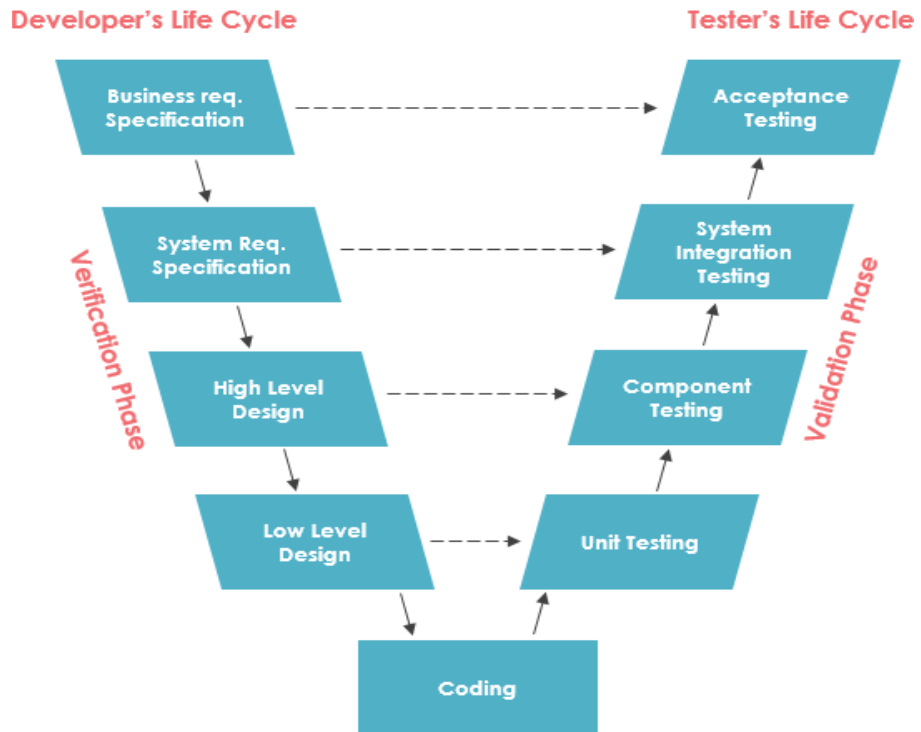 Developer's Life Cycle
Tester's Life Cycle
Business req.
Specification
Acceptance
Testing
System Req.
Specification
System
Integration
Testing
Verification Phase
Validation Phase
High Level
Design
Component
Testing
Low Level
Design
Unit Testing
Coding